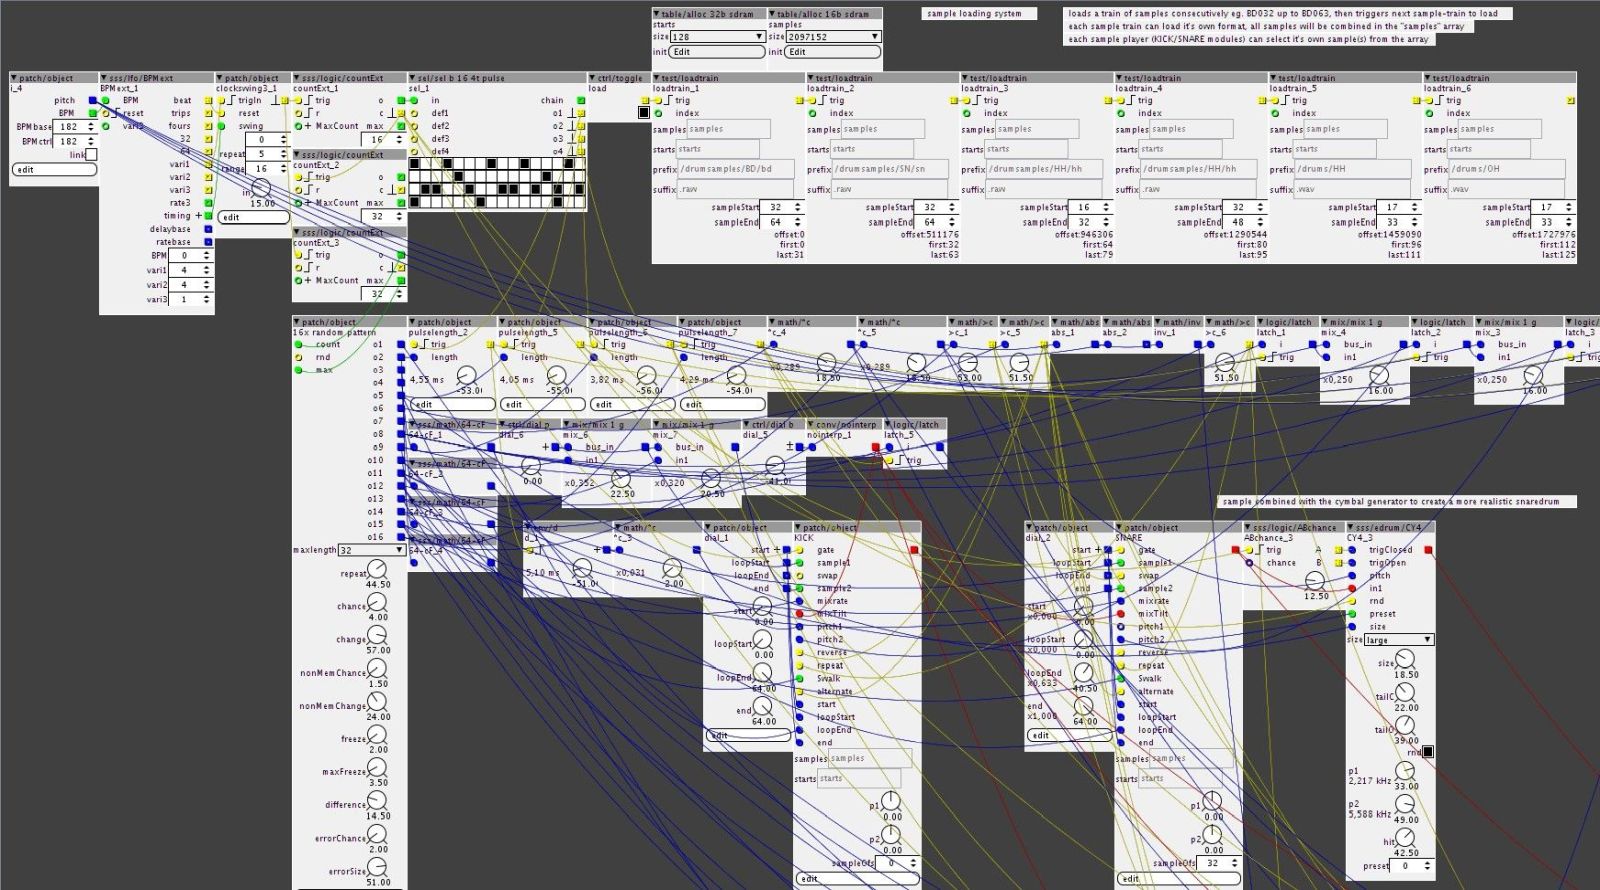 table/alloc 32b sdram
starts
size 128
init Edit
table/alloc 16b sdram
samples
size 2097152
init Edit
sample loading system
loads a train of samples consecutively eg. BD032 up to BD063, then triggers next sample-train to load
each sample train can load it's own format, all samples will be combined in the "samples" array
each sample player (KICK/SNARE modules) can select it's own sample(s) from the array
patch/object
i_4
pitch
BPM
BPMbase 182
BPMctrl 182
link
edit
sss/lfo/BPMext
BPMext_1
BPM beat
reset trips
vari3 fours
32
64
vari1
vari2
vari3
rate3
timing +
delaybase
ratebase
BPM 0
vari1 4
vari2 4
vari3 1
patch/object
clockswing3_1
trigIn
reset
swing
0
repeat 5
range 16
15.00
edit
sss/logic/countExt
countExt_1
trig o
r c
+ MaxCount max
16
sss/logic/countExt
countExt_2
trig o
r c
+ MaxCount max
32
sss/logic/countExt
countExt_3
trig o
r c
+ MaxCount max
32
sel/sel b 16 4t pulse
sel_1
in chain
def1 o1
def2 o2
def3 o3
def4 o4
ctrl/toggle
load
test/loadtrain
loadtrain_1
trig
index
samples samples
starts starts
prefix /drumsamples/BD/bd
suffix .raw
sampleStart 32
sampleEnd 64
offset:0
first:0
last:31
test/loadtrain
loadtrain_2
trig
index
samples samples
starts starts
prefix /drumsamples/SN/sn
suffix .raw
sampleStart 32
sampleEnd 64
offset:511176
first:32
last:63
test/loadtrain
loadtrain_3
trig
index
samples samples
starts starts
prefix /drumsamples/HH/hh
suffix .raw
sampleStart 16
sampleEnd 32
offset:946306
first:64
last:79
test/loadtrain
loadtrain_4
trig
index
samples samples
starts starts
prefix /drumsamples/HH/hh
suffix .raw
sampleStart 32
sampleEnd 48
offset:1290544
first:80
last:95
test/loadtrain
loadtrain_5
trig
index
samples samples
starts starts
prefix /drums/HH
suffix .wav
sampleStart 17
sampleEnd 33
offset:1459090
first:96
last:111
test/loadtrain
loadtrain_6
trig
index
samples samples
starts starts
prefix /drums/OH
suffix .wav
sampleStart 17
sampleEnd 33
offset:1727976
first:112
last:125
patch/object
16x random pattern
count o1
rnd o2
max o3
o4
o5
o6
o7
o8
o9
o10
o11
o12
o13
o14
o15
o16
maxlength 32
repeat
44.50
chance
4.00
change
57.00
nonMemChance
1.50
nonMemChange
24.00
freeze
2.00
maxFreeze
3.50
difference
14.50
errorChance
2.00
errorSize
51.00
patch/object
pulselength_2
trig
length
4,55 ms
edit
patch/object
pulselength_5
trig
length
4,05 ms
-55.0
edit
patch/object
pulselength_6
trig
length
3,82 ms
-56.0
edit
patch/object
pulselength_7
trig
length
4,29 ms
-54.0
edit
math/*c
*c_4
x0,289
18.50
math/*c
*c_5
x0,289
18.50
math/>c
>c_1
53.00
math/>c
>c_5
51.50
math/abs
abs_1
math/abs
abs_2
math/inv
inv_1
math/>c
>c_6
51.50
logic/latch
latch_1
i
trig
mix/mix 1 g
mix_4
bus_in
in1
x0,250
16.00
logic/latch
latch_2
i
trig
mix/mix 1 g
mix_3
bus_in
in1
x0,250
16.00
logic/
latch_3
i
trig
sss/math/64-cF
64-cF_1
sss/math/64-cF
64-cF_2
sss/math/64-cF
64-cF_3
sss/math/64-cF
64-cF_4
ctrl/dial p
dial_6
0.00
mix/mix 1 g
mix_6
bus_in
in1
x0,352
22.50
mix/mix 1 g
mix_7
bus_in
in1
x0,320
20.50
ctrl/dial b
dial_5
conv/nointerp
nointerp_1
logic/latch
latch_5
i
trig
sample combined with the cymbal generator to create a more realistic snaredrum
env/d
d_1
5,10 ms
-51.0
math/*c
*c_3
x0,031
2.00
patch/object
dial_1
start +
loopStart
loopEnd
end
start
0.00
loopStart
0.00
loopEnd
64.00
end
64.00
edit
patch/object
KICK
gate
sample1
swap
sample2
mixrate
mixTilt
pitch1
pitch2
reverse
repeat
Swalk
alternate
start
loopStart
loopEnd
end
samples samples
starts starts
p1
0.00
p2
0.00
sampleOfs 0
edit
patch/object
dial_2
start +
loopStart
loopEnd
end
start
x0,000
0.00
loopStart
x0,000
0.00
loopEnd
x0,633
40.50
end
x1,000
64.00
edit
patch/object
SNARE
gate
sample1
swap
sample2
mixrate
mixTilt
pitch1
pitch2
reverse
repeat
Swalk
alternate
start
loopStart
loopEnd
end
samples samples
starts starts
p1
0.00
p2
0.00
sampleOfs 32
edit
sss/logic/ABchance
ABchance_3
trig A
chance B
12.50
sss/edrum/CY4
CY4_3
trigClosed
trigOpen
pitch
in1
rnd
preset
size
size large
size
18.50
tailC
22.00
tailO
39.00
rnd
p1
2,217 kHz
33.00
p2
5,588 kHz
49.00
hit
42.50
preset 0